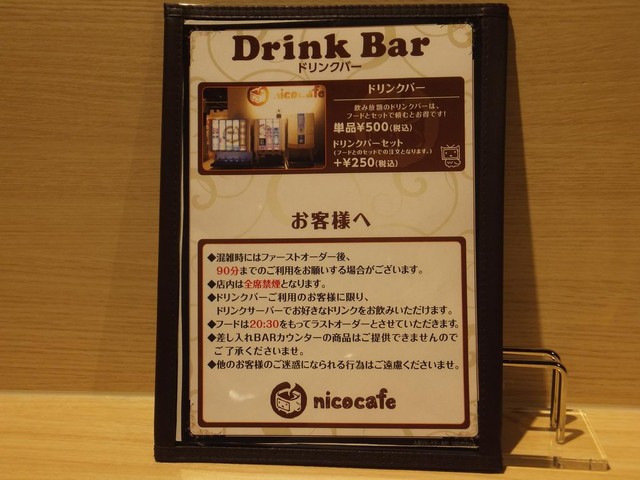 Drink Bar
ドリンクバー
nicocafe
ドリンクバー
飲み放題のドリンクバーは、
フードとセットで頼むとお得です!
単品¥500(税込)
ドリンクバーセット
(フードとのセットでの注文となります。)
+¥250(税込)
お客様へ
◆混雑時にはファーストオーダー後、
90分までのご利用をお願いする場合がございます。
◆店内は全席禁煙となります。
◆ドリンクバーご利用のお客様に限り、
ドリンクサーバーでお好きなドリンクをお飲みいただけます。
◆フードは20:30をもってラストオーダーとさせていただきます。
◆差し入れBARカウンターの商品はご提供できませんので
ご了承くださいませ。
◆他のお客様のご迷惑になられる行為はご遠慮くださいませ。
nicocafe